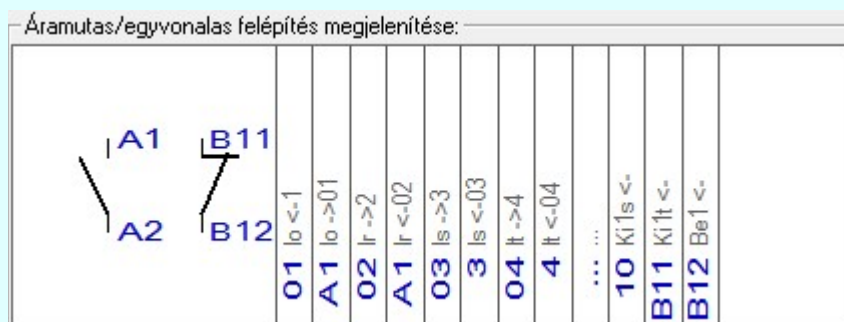 Áramutas/egyvonalas felépítés megjelenítése:
A1
B11
A2
B12
01 Io <-1
A1 Io ->01
02 Ir ->2
A1 Ir <-02
03 Is ->3
3 Is <-03
04 It ->4
4 It <-04
... ...
10 Ki1s <-
B11 Ki1t <-
B12 Be1 <-